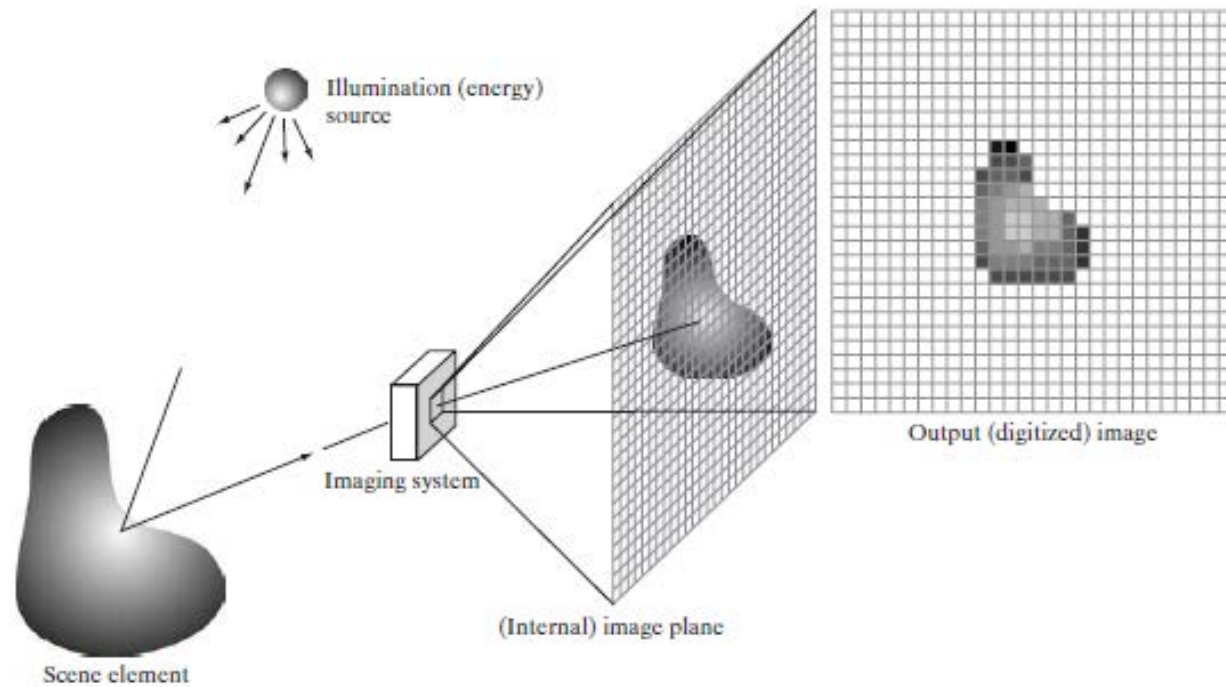 Illumination (energy)
source
Output (digitized) image
Imaging system
(Internal) image plane
Scene element